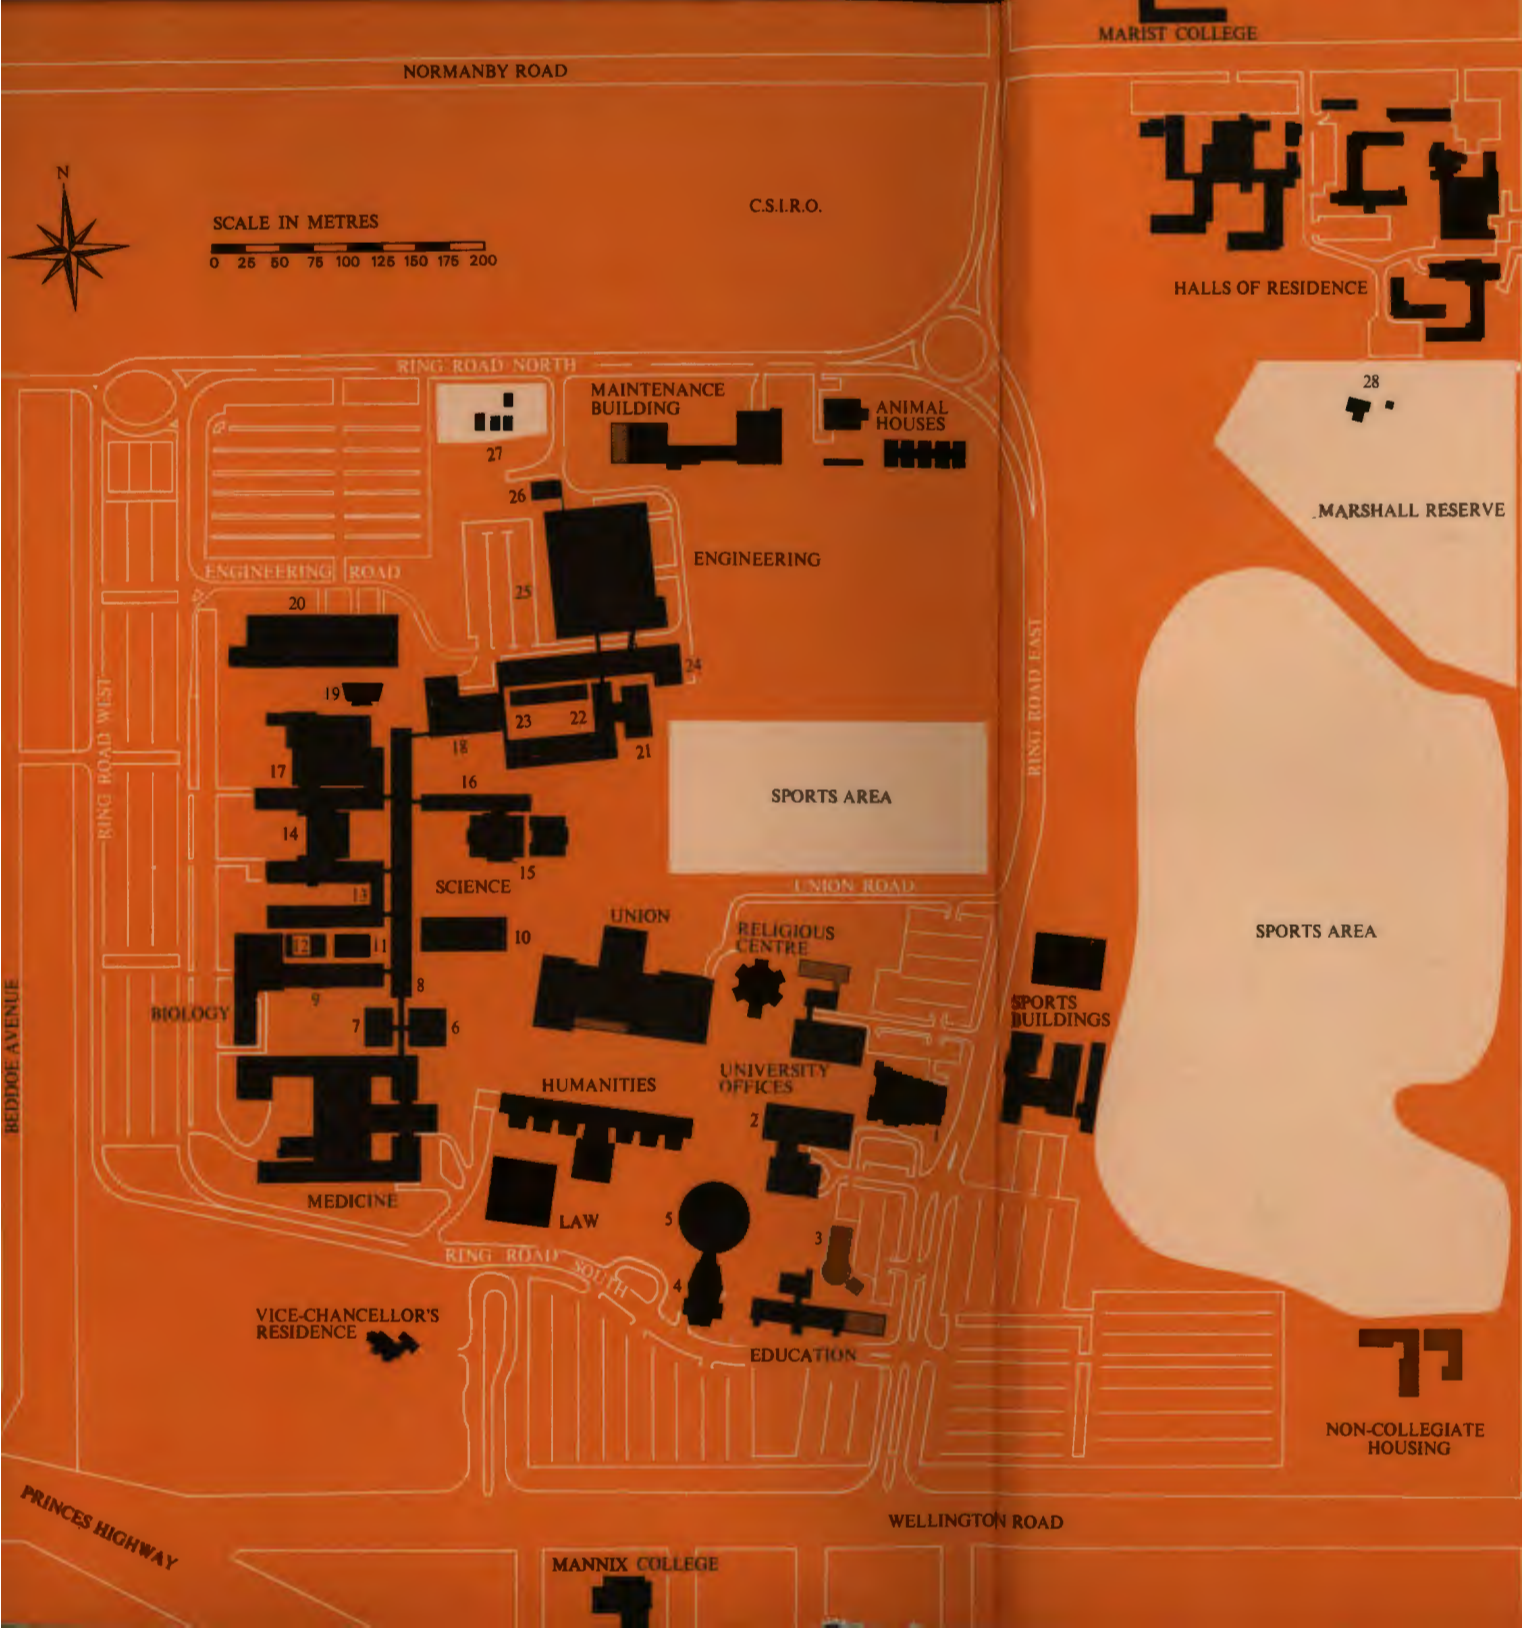 MARIST COLLEGE
NORMANBY ROAD
N
SCALE IN METRES
0 25 50 75 100 125 150 175 200
C.S.I.R.O.
HALLS OF RESIDENCE
RING ROAD NORTH
28
MAINTENANCE
BUILDING
ANIMAL
HOUSES
27
26
MARSHALL RESERVE
ENGINEERING
ENGINEERING ROAD
25
20
RING ROAD WEST
RING ROAD EAST
24
19
23
22
21
18
17
16
SPORTS AREA
14
15
SCIENCE
13
UNION ROAD
UNION
RELIGIOUS
CENTRE
SPORTS AREA
10
12
11
8
9
BIOLOGY
7
6
SPORTS
BUILDINGS
BEDDOE AVENUE
UNIVERSITY
OFFICES
HUMANITIES
2
1
MEDICINE
LAW
5
3
RING ROAD SOUTH
4
VICE-CHANCELLOR'S
RESIDENCE
EDUCATION
NON-COLLEGIATE
HOUSING
PRINCES HIGHWAY
WELLINGTON ROAD
MANNIX COLLEGE